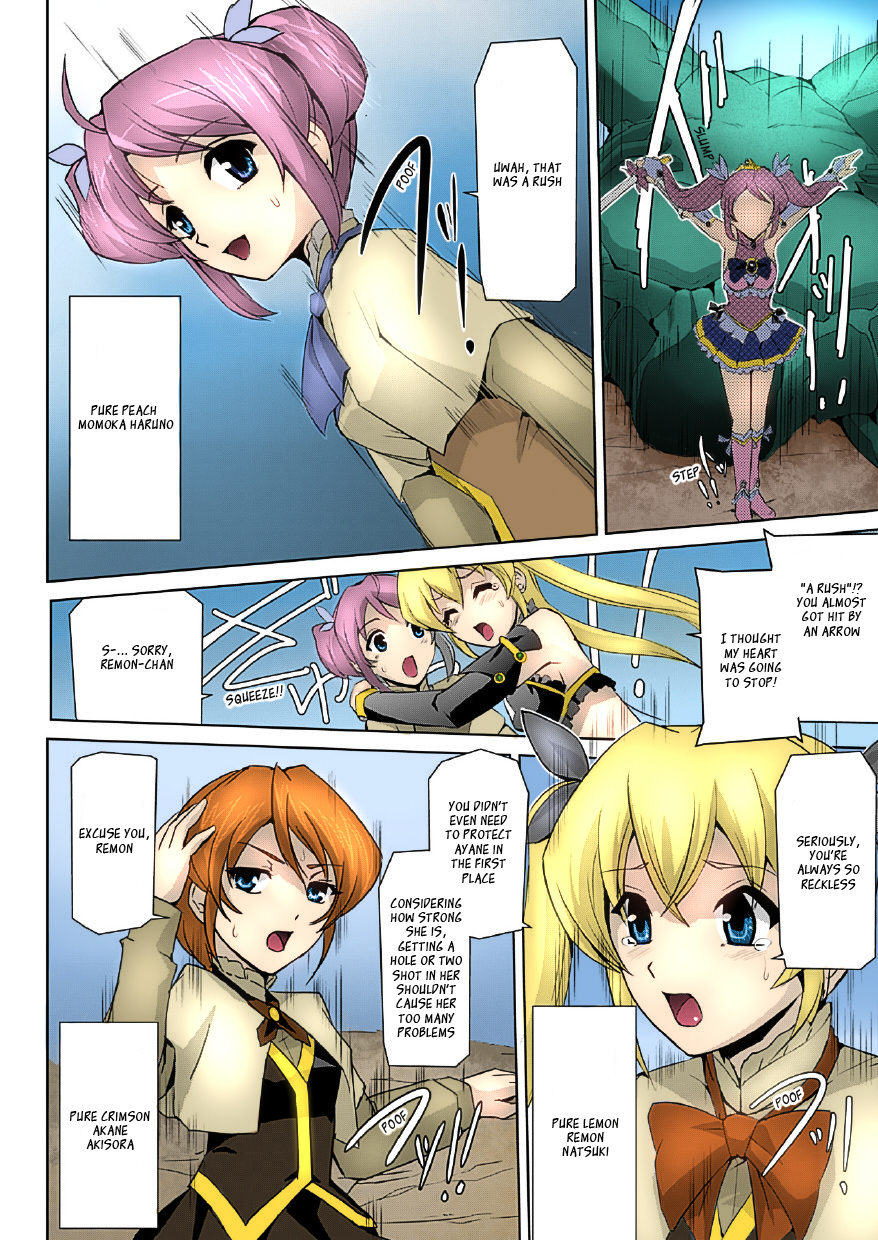 SLUMP
STEP
UWAH, THAT
WAS A RUSH
POOF
PURE PEACH
MOMOKA HARUNO
"A RUSH"!?
YOU ALMOST
GOT HIT BY
AN ARROW
I THOUGHT
MY HEART
WAS GOING
TO STOP!
SQUEEZE!!
S-... SORRY,
REMON-CHAN
SERIOUSLY,
YOU'RE
ALWAYS SO
RECKLESS
POOF
PURE LEMON
REMON
NATSUKI
YOU DIDN'T
EVEN NEED
TO PROTECT
AYANE IN
THE FIRST
PLACE
CONSIDERING
HOW STRONG
SHE IS,
GETTING A
HOLE OR TWO
SHOT IN HER
SHOULDN'T
CAUSE HER
TOO MANY
PROBLEMS
EXCUSE YOU,
REMON
POOF
PURE CRIMSON
AKANE
AKISORA